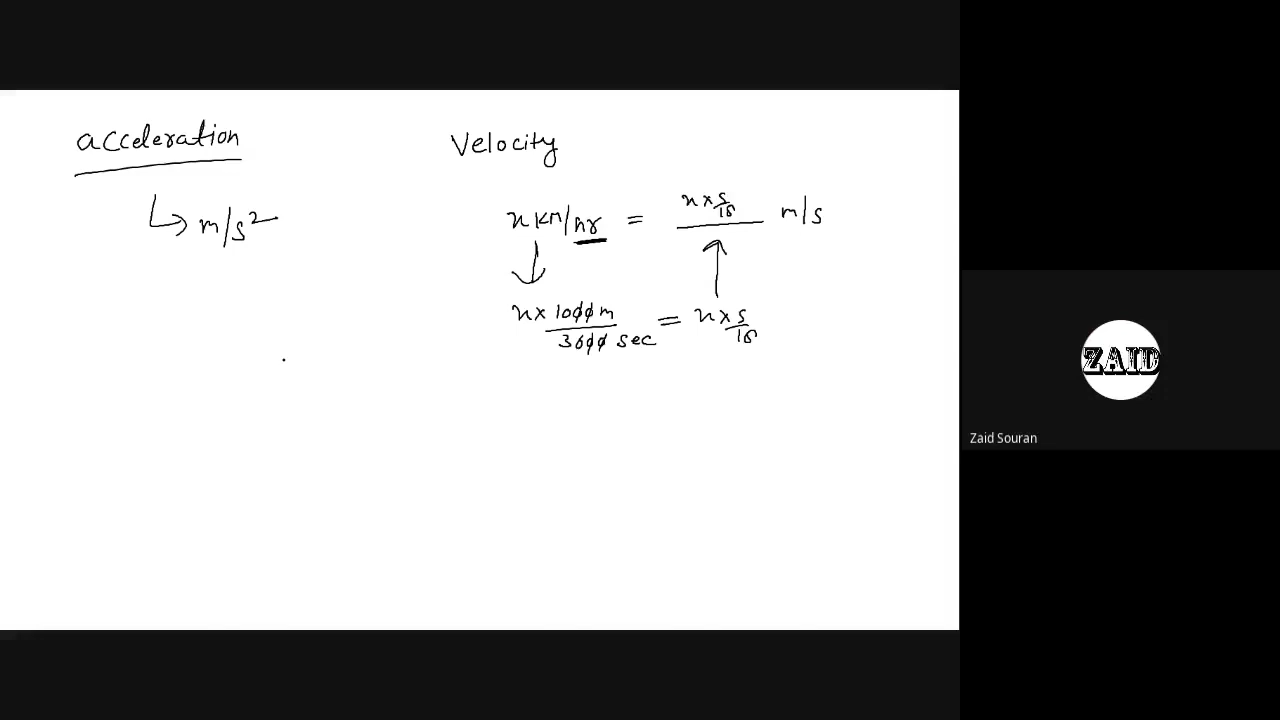 acceleration
↳ m/s²
Velocity
x km/hr = x × 5/18 m/s
x × 1000 m / 3600 sec = x × 5/18
ZAID
Zaid Souran